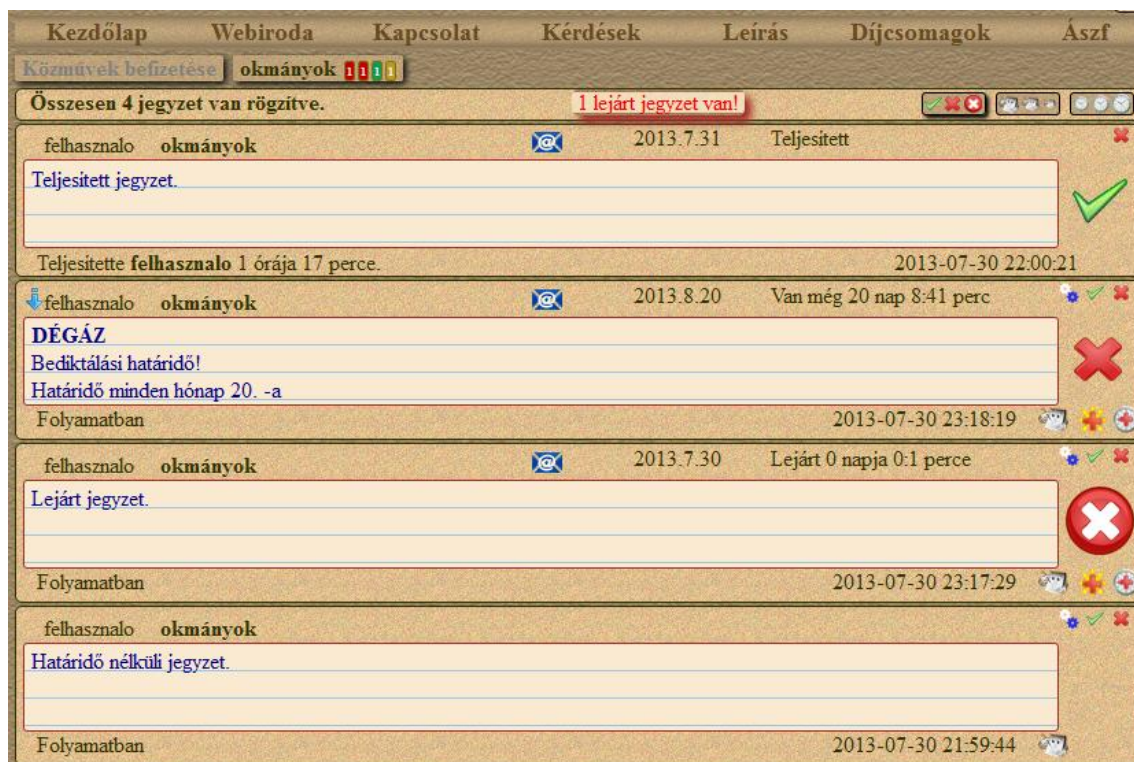 Kezdőlap Webiroda Kapcsolat Kérdések Leírás Díjcsomagok Ászf
Közművek befizetése okmányok 1 1 1 1
Összesen 4 jegyzet van rögzítve. 1 lejárt jegyzet van!
felhasznalo okmányok 2013.7.31 Teljesített
Teljesített jegyzet.
Teljesítette felhasznalo 1 órája 17 perce. 2013-07-30 22:00:21
felhasznalo okmányok 2013.8.20 Van még 20 nap 8:41 perc
DÉGÁZ
Bediktálási határidő!
Határidő minden hónap 20. -a
Folyamatban 2013-07-30 23:18:19
felhasznalo okmányok 2013.7.30 Lejárt 0 napja 0:1 perce
Lejárt jegyzet.
Folyamatban 2013-07-30 23:17:29
felhasznalo okmányok
Határidő nélküli jegyzet.
Folyamatban 2013-07-30 21:59:44